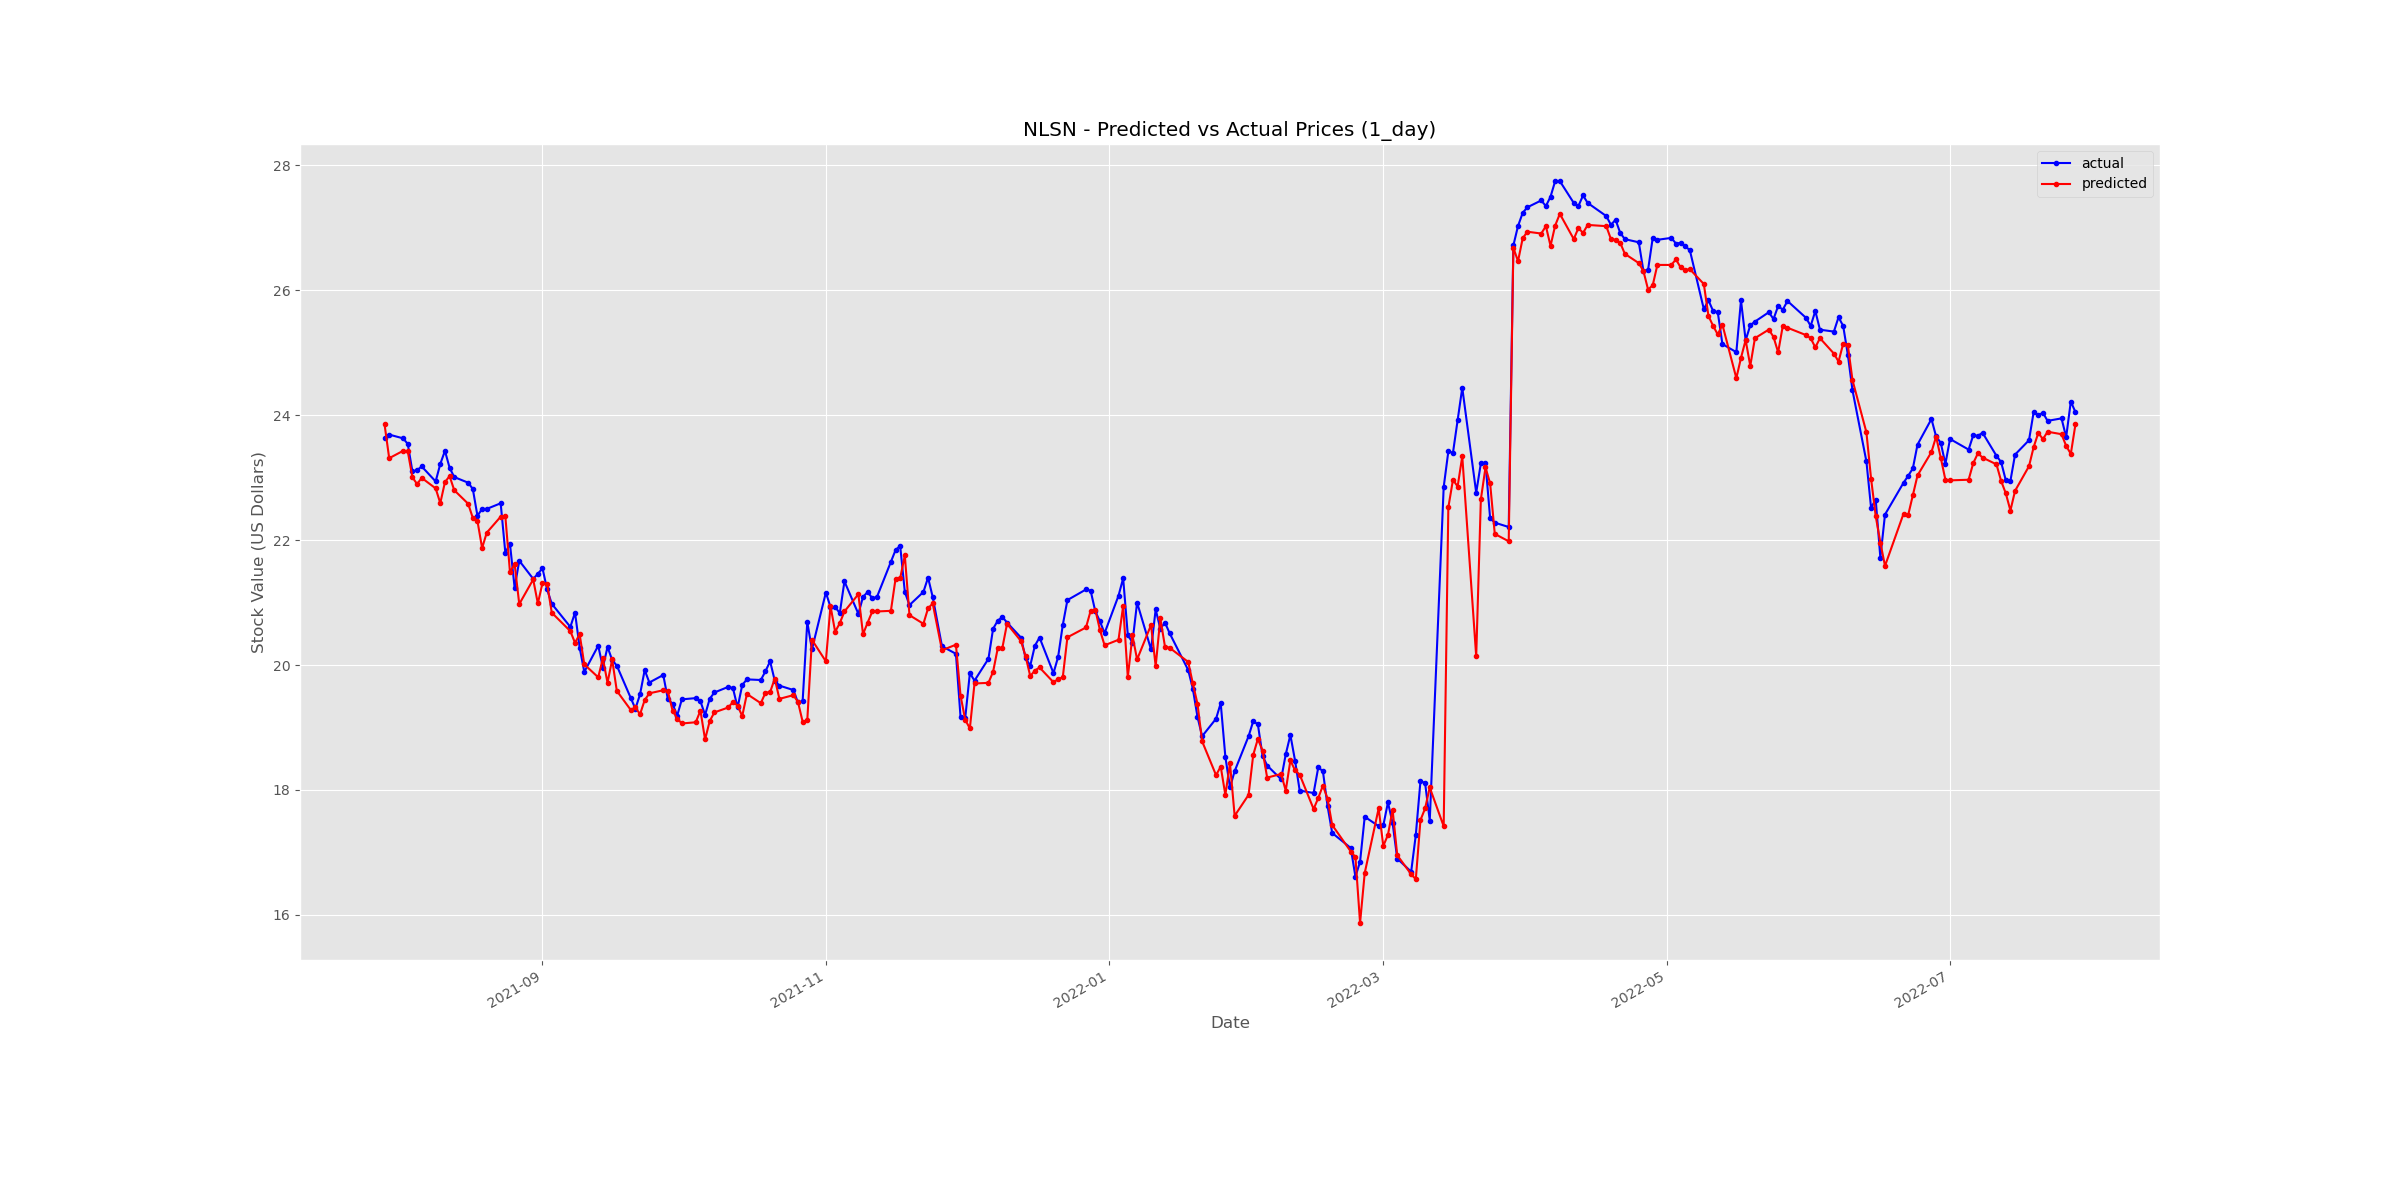 NLSN - Predicted vs Actual Prices (1_day)
actual
predicted
Stock Value (US Dollars)
28
26
24
22
20
18
16
2021-09
2021-11
2022-01
2022-03
2022-05
2022-07
Date